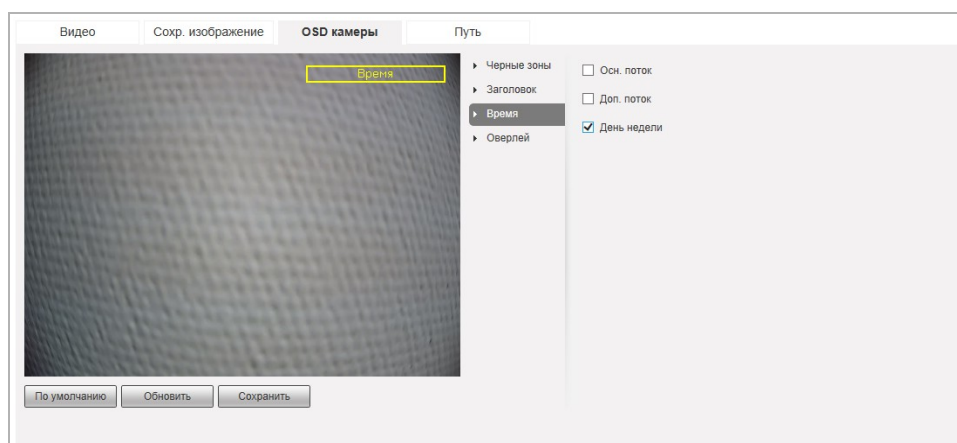 Видео Сохр. изображение OSD камеры Путь
Время
Черные зоны
Заголовок
Время
Оверлей
Осн. поток
Доп. поток
День недели
По умолчанию Обновить Сохранить